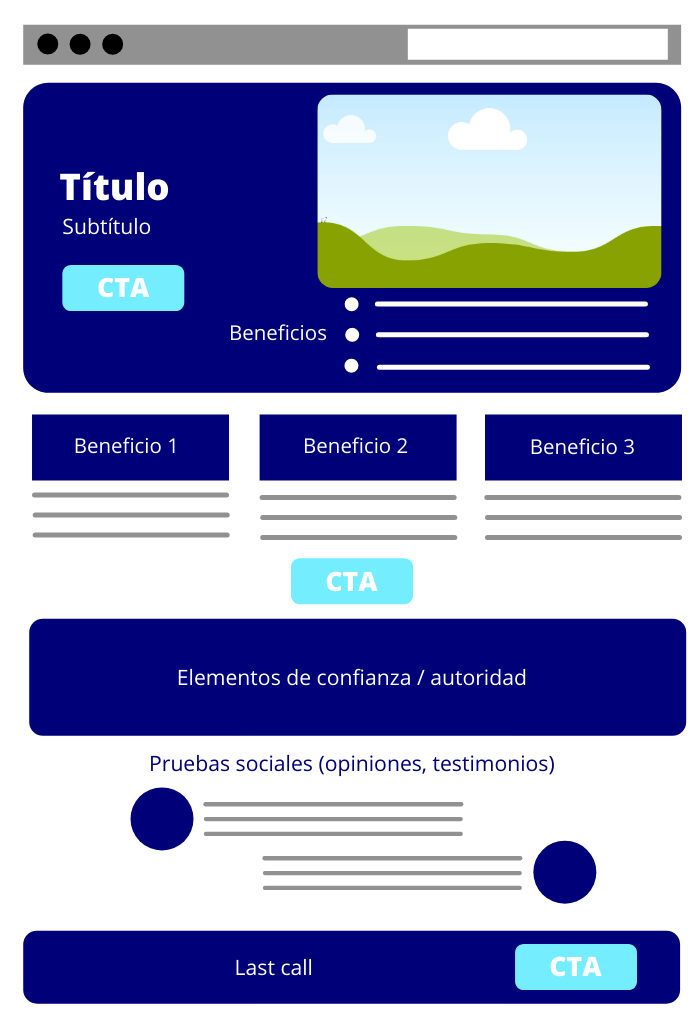 Título
Subtítulo
CTA
Beneficios
Beneficio 1
Beneficio 2
Beneficio 3
CTA
Elementos de confianza / autoridad
Pruebas sociales (opiniones, testimonios)
Last call
CTA